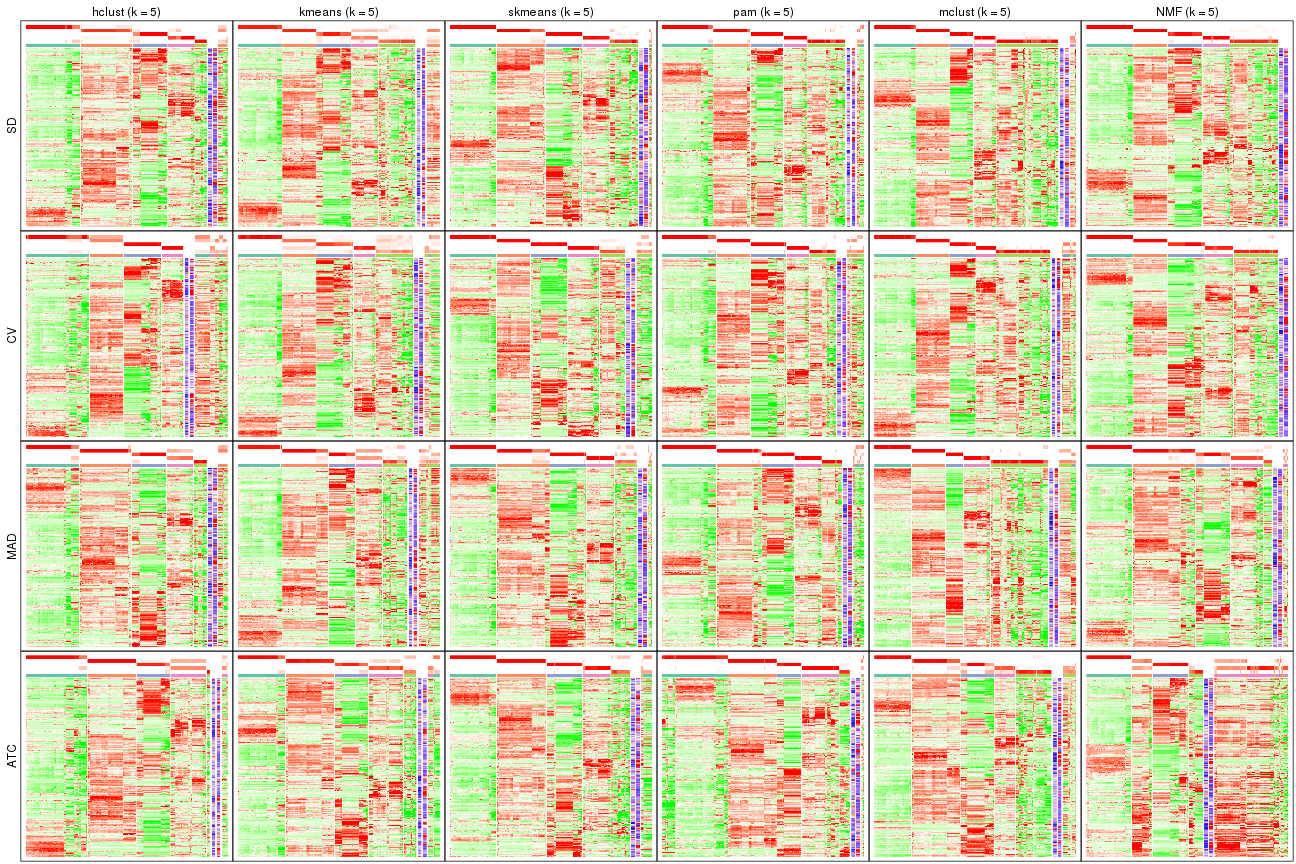 hclust (k = 5) kmeans (k = 5) skmeans (k = 5) pam (k = 5) mclust (k = 5) NMF (k = 5)
SD
CV
MAD
ATC